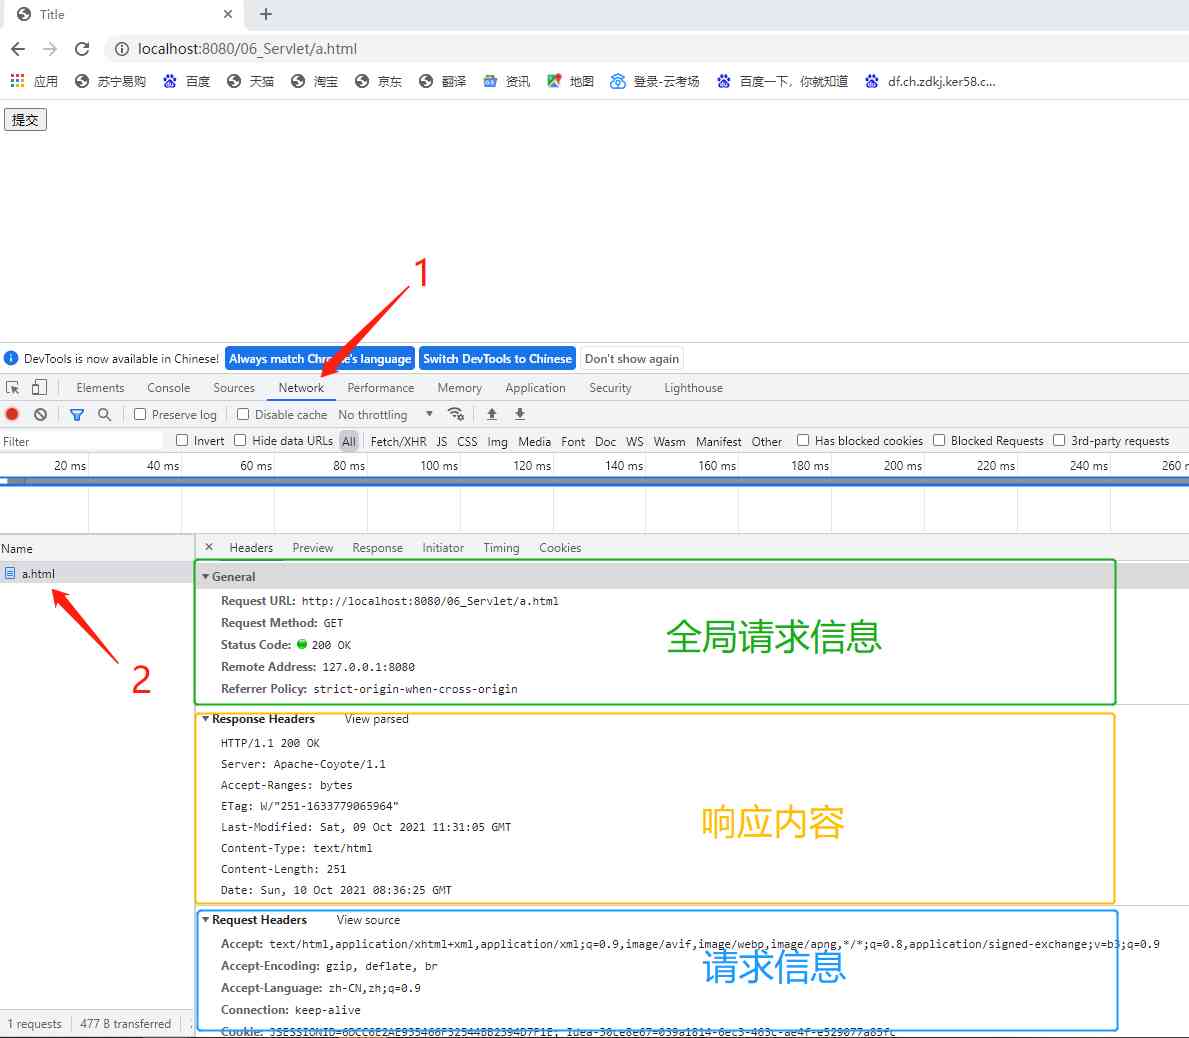 Title
localhost:8080/06_Servlet/a.html
应用 苏宁易购 百度 天猫 淘宝 京东 翻译 资讯 地图 登录-云考场 百度一下，你就知道 df.ch.zdkj.ker58.c...
提交
1
DevTools is now available in Chinese! Always match Chrome's language Switch DevTools to Chinese Don't show again
Elements Console Sources Network Performance Memory Application Security Lighthouse
Preserve log Disable cache No throttling
Filter Invert Hide data URLs All Fetch/XHR JS CSS Img Media Font Doc WS Wasm Manifest Other Has blocked cookies Blocked Requests 3rd-party requests
20 ms 40 ms 60 ms 80 ms 100 ms 120 ms 140 ms 160 ms 180 ms 200 ms 220 ms 240 ms 260
Name
Headers Preview Response Initiator Timing Cookies
a.html
2
General
Request URL: http://localhost:8080/06_Servlet/a.html
Request Method: GET
Status Code: 200 OK
Remote Address: 127.0.0.1:8080
Referrer Policy: strict-origin-when-cross-origin
全局请求信息
Response Headers View parsed
HTTP/1.1 200 OK
Server: Apache-Coyote/1.1
Accept-Ranges: bytes
ETag: W/"251-1633779065964"
Last-Modified: Sat, 09 Oct 2021 11:31:05 GMT
Content-Type: text/html
Content-Length: 251
Date: Sun, 10 Oct 2021 08:36:25 GMT
响应内容
Request Headers View source
Accept: text/html,application/xhtml+xml,application/xml;q=0.9,image/avif,image/webp,image/apng,*/*;q=0.8,application/signed-exchange;v=b3;q=0.9
Accept-Encoding: gzip, deflate, br
Accept-Language: zh-CN,zh;q=0.9
Connection: keep-alive
Cookie:
请求信息
1 requests 477 B transferred